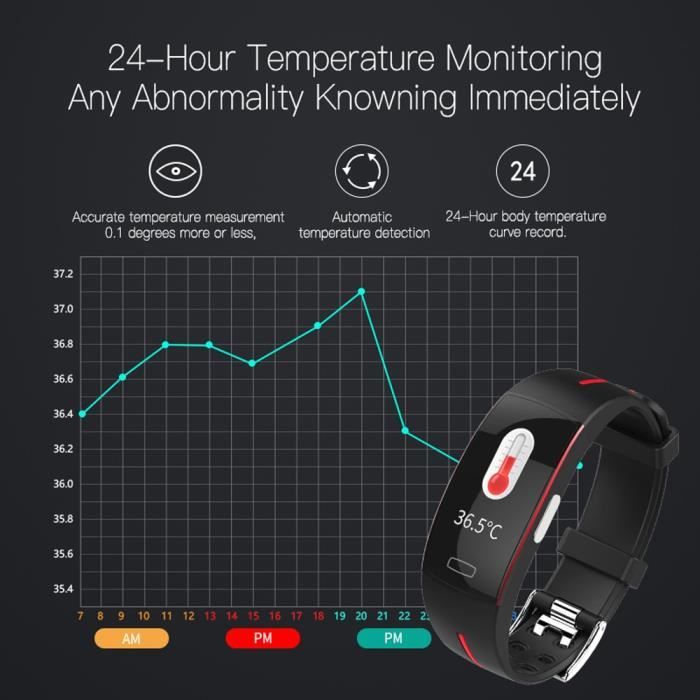 24-Hour Temperature Monitoring
Any Abnormality Knowning Immediately
24
Accurate temperature measurement
0.1 degrees more or less,
Automatic
temperature detection
24-Hour body temperature
curve record.
37.2
37.0
36.8
36.6
36.4
36.2
36.0
35.8
35.6
35.4
36.5°C
7 8 9 10 11 12 13 14 15 16 17 18 19 20 21 22
AM PM PM